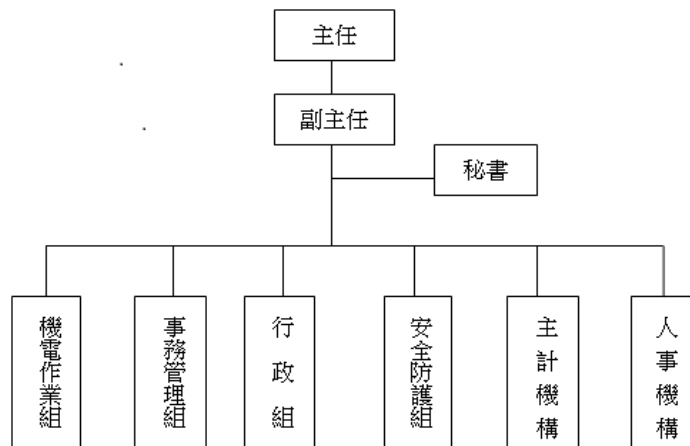 主任
副主任
秘書
機電作業組
事務管理組
行政組
安全防護組
主計機構
人事機構